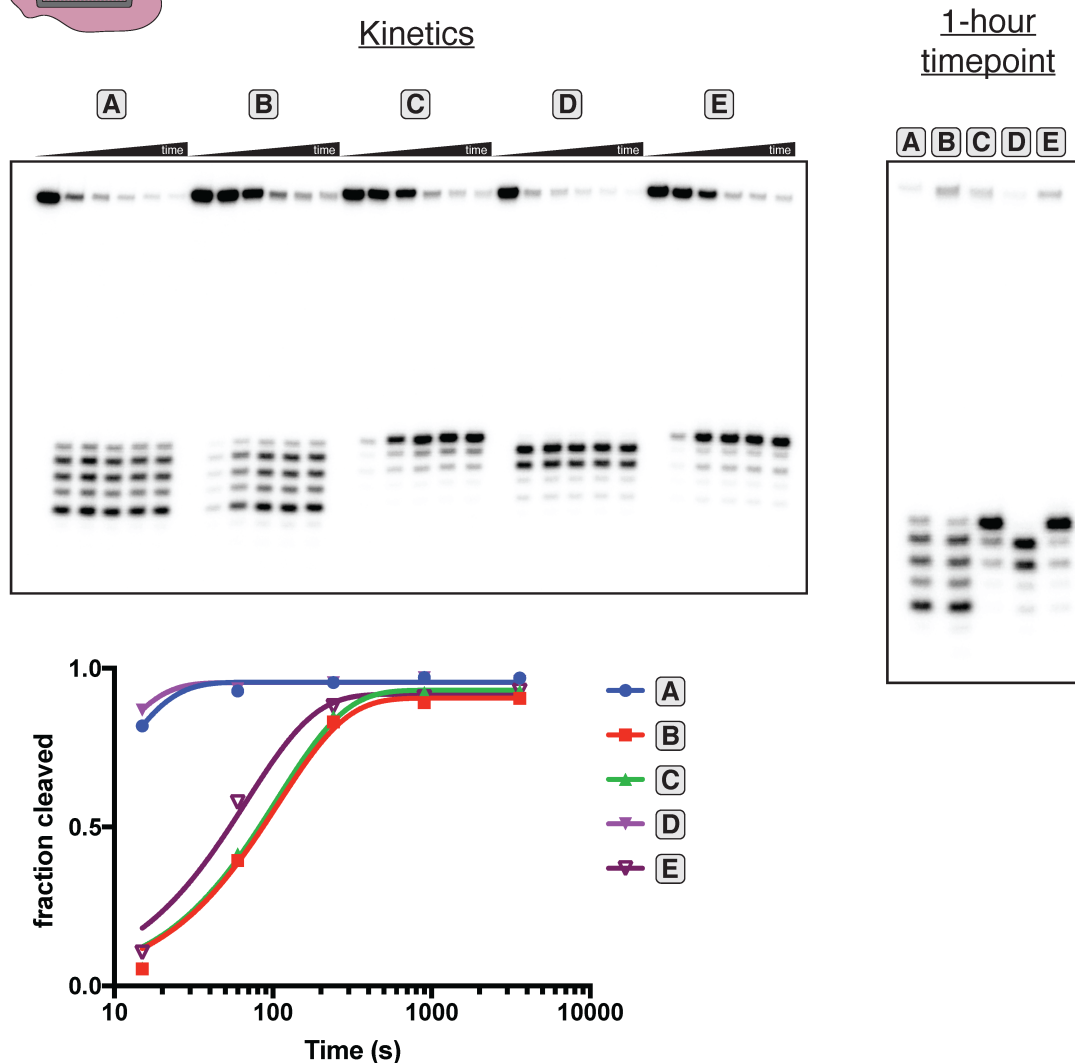 Kinetics
1-hour
timepoint
A B C D E
time time time time time
A B C D E
1.0
0.5
0.0
fraction cleaved
10 100 1000 10000
Time (s)
A
B
C
D
E